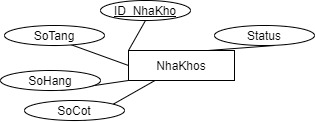 ID_NhaKho
SoTang
Status
NhaKhos
SoHang
SoCot